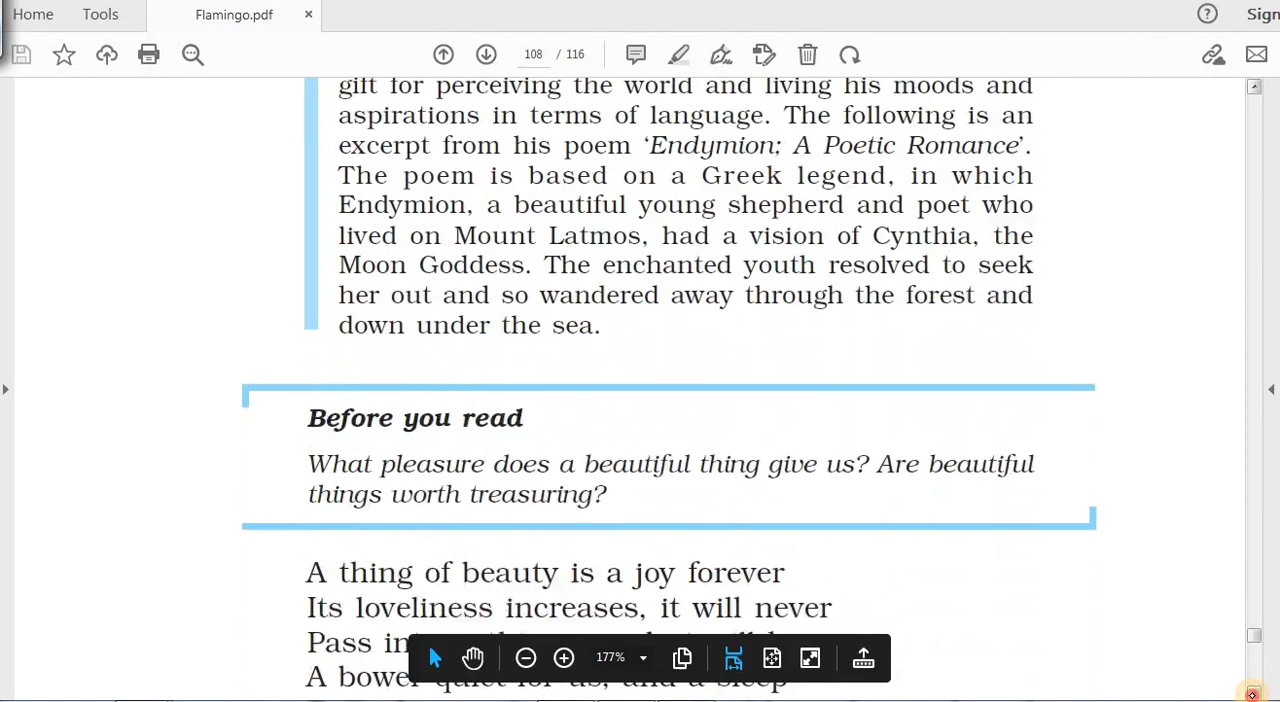 Home Tools Flamingo.pdf × ? Sign
108 / 116
gift for perceiving the world and living his moods and
aspirations in terms of language. The following is an
excerpt from his poem ‘Endymion; A Poetic Romance’.
The poem is based on a Greek legend, in which
Endymion, a beautiful young shepherd and poet who
lived on Mount Latmos, had a vision of Cynthia, the
Moon Goddess. The enchanted youth resolved to seek
her out and so wandered away through the forest and
down under the sea.
Before you read
What pleasure does a beautiful thing give us? Are beautiful
things worth treasuring?
A thing of beauty is a joy forever
Its loveliness increases, it will never
Pass
177%
A bower quiet for us, and a sleep